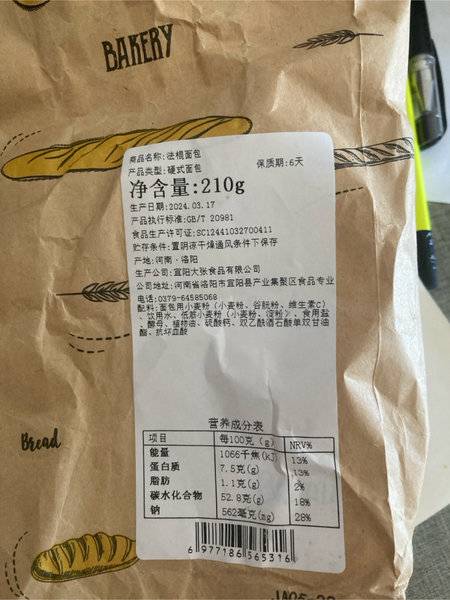 BAKERY
商品名称:法棍面包
产品类型:硬式面包 保质期:6天
净含量:210g
生产日期:2024.03.17
产品执行标准:GB/T 20981
食品生产许可证:SC12441032700411
贮存条件:置阴凉干燥通风条件下保存
产地:河南·洛阳
生产公司:宜阳大张食品有限公司
公司地址:河南省洛阳市宜阳县产业集聚区食品专业
电话:0379-64585068
配料:面包用小麦粉(小麦粉、谷朊粉、维生素C)
、饮用水、低筋小麦粉(小麦粉、淀粉)、食用盐
、酵母、植物油、硫酸钙、双乙酰酒石酸单双甘油
酯、抗坏血酸
营养成分表
项目 每100克(g) NRV%
能量 1066千焦(kJ) 13%
蛋白质 7.5克(g) 13%
脂肪 1.1克(g) 2%
碳水化合物 52.8克(g) 18%
钠 562毫克(mg) 28%
Bread
6 977186 565316